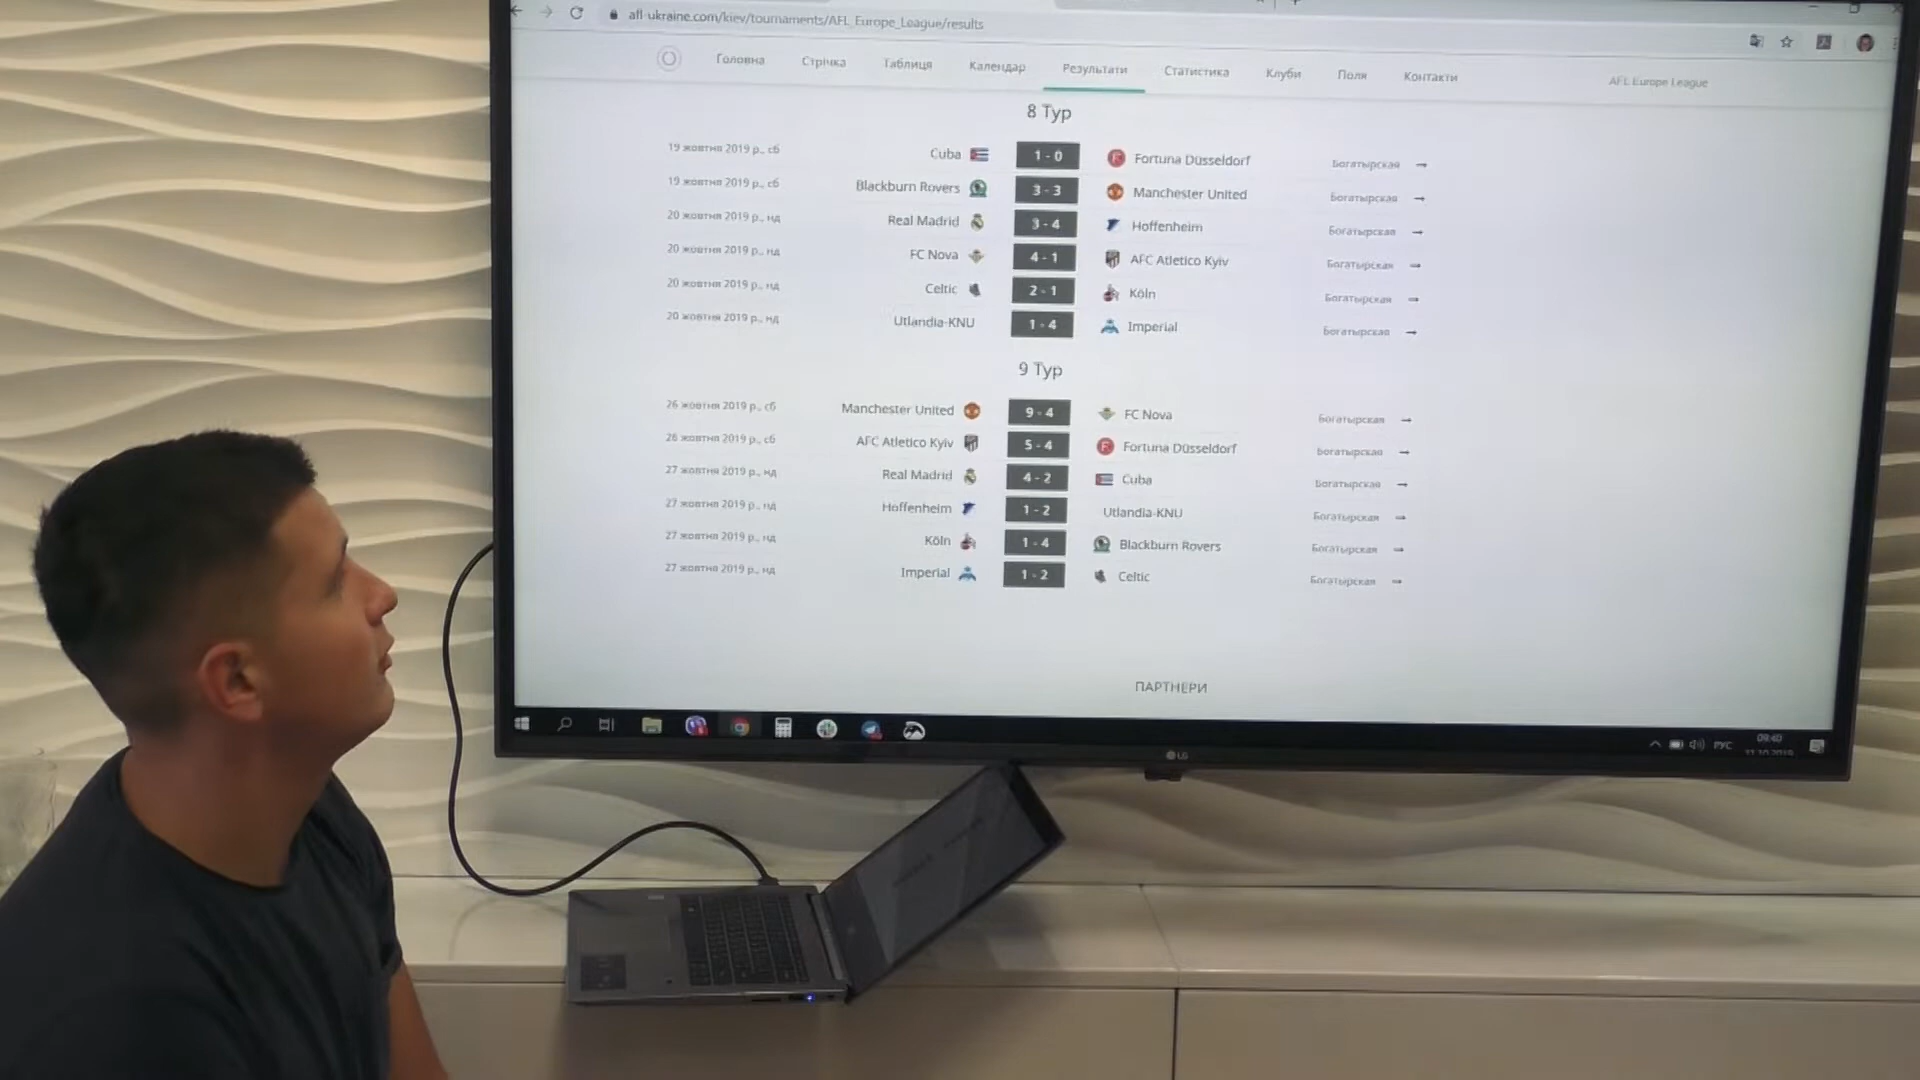 afl-ukraine.com/kiev/tournaments/AFL_Europe_League/results
Головна Стрічка Таблиця Календар Результати Статистика Клуби Поля Контакти AFL Europe League
8 Тур
19 жовтня 2019 р., сб Cuba 1 - 0 Fortuna Düsseldorf Богатырская →
19 жовтня 2019 р., сб Blackburn Rovers 3 - 3 Manchester United Богатырская →
20 жовтня 2019 р., нд Real Madrid 3 - 4 Hoffenheim Богатырская →
20 жовтня 2019 р., нд FC Nova 4 - 1 AFC Atletico Kyiv Богатырская →
20 жовтня 2019 р., нд Celtic 2 - 1 Köln Богатырская →
20 жовтня 2019 р., нд Utlandia-KNU 1 - 4 Imperial Богатырская →
9 Тур
26 жовтня 2019 р., сб Manchester United 9 - 4 FC Nova Богатырская →
26 жовтня 2019 р., сб AFC Atletico Kyiv 5 - 4 Fortuna Düsseldorf Богатырская →
27 жовтня 2019 р., нд Real Madrid 4 - 2 Cuba Богатырская →
27 жовтня 2019 р., нд Hoffenheim 1 - 2 Utlandia-KNU Богатырская →
27 жовтня 2019 р., нд Köln 1 - 4 Blackburn Rovers Богатырская →
27 жовтня 2019 р., нд Imperial 1 - 2 Celtic Богатырская →
ПАРТНЕРИ
РУС 09:40
LG